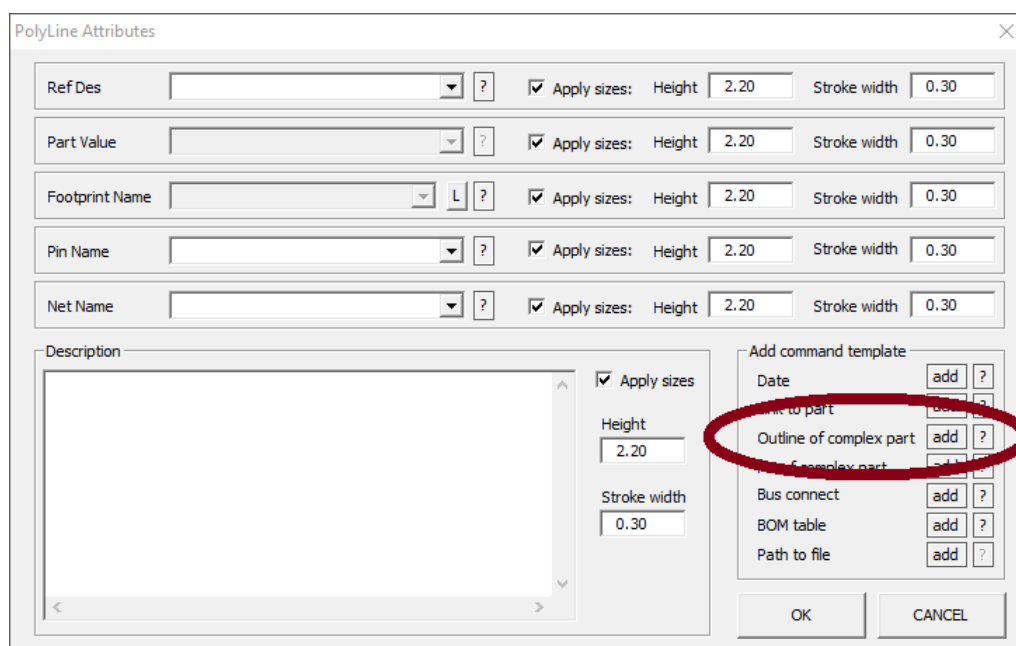 PolyLine Attributes
Ref Des ? Apply sizes: Height 2.20 Stroke width 0.30
Part Value ? Apply sizes: Height 2.20 Stroke width 0.30
Footprint Name L ? Apply sizes: Height 2.20 Stroke width 0.30
Pin Name ? Apply sizes: Height 2.20 Stroke width 0.30
Net Name ? Apply sizes: Height 2.20 Stroke width 0.30
Description
Apply sizes
Height
2.20
Stroke width
0.30
Add command template
Date add ?
to part add ?
Outline of complex part add ?
of complex part add ?
Bus connect add ?
BOM table add ?
Path to file add ?
OK CANCEL